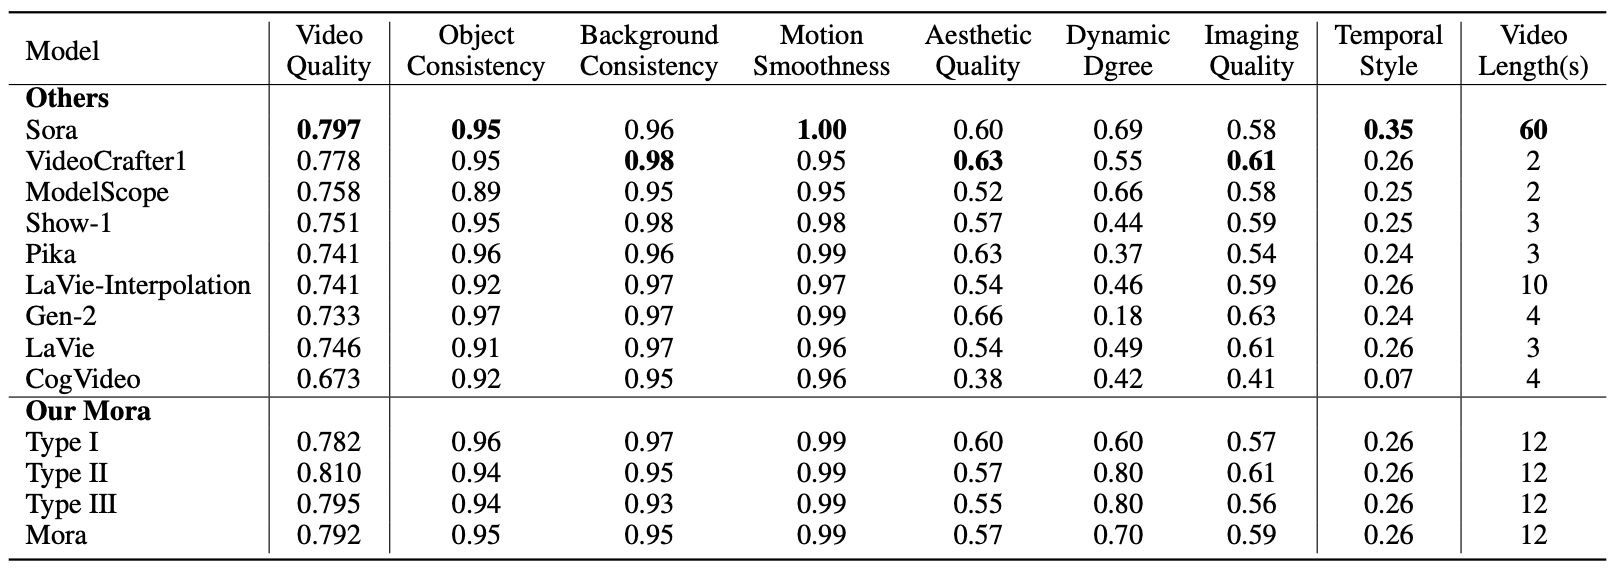 Model Video Quality Object Consistency Background Consistency Motion Smoothness Aesthetic Quality Dynamic Dgree Imaging Quality Temporal Style Video Length(s)
Others
Sora 0.797 0.95 0.96 1.00 0.60 0.69 0.58 0.35 60
VideoCrafter1 0.778 0.95 0.98 0.95 0.63 0.55 0.61 0.26 2
ModelScope 0.758 0.89 0.95 0.95 0.52 0.66 0.58 0.25 2
Show-1 0.751 0.95 0.98 0.98 0.57 0.44 0.59 0.25 3
Pika 0.741 0.96 0.96 0.99 0.63 0.37 0.54 0.24 3
LaVie-Interpolation 0.741 0.92 0.97 0.97 0.54 0.46 0.59 0.26 10
Gen-2 0.733 0.97 0.97 0.99 0.66 0.18 0.63 0.24 4
LaVie 0.746 0.91 0.97 0.96 0.54 0.49 0.61 0.26 3
CogVideo 0.673 0.92 0.95 0.96 0.38 0.42 0.41 0.07 4
Our Mora
Type I 0.782 0.96 0.97 0.99 0.60 0.60 0.57 0.26 12
Type II 0.810 0.94 0.95 0.99 0.57 0.80 0.61 0.26 12
Type III 0.795 0.94 0.93 0.99 0.55 0.80 0.56 0.26 12
Mora 0.792 0.95 0.95 0.99 0.57 0.70 0.59 0.26 12